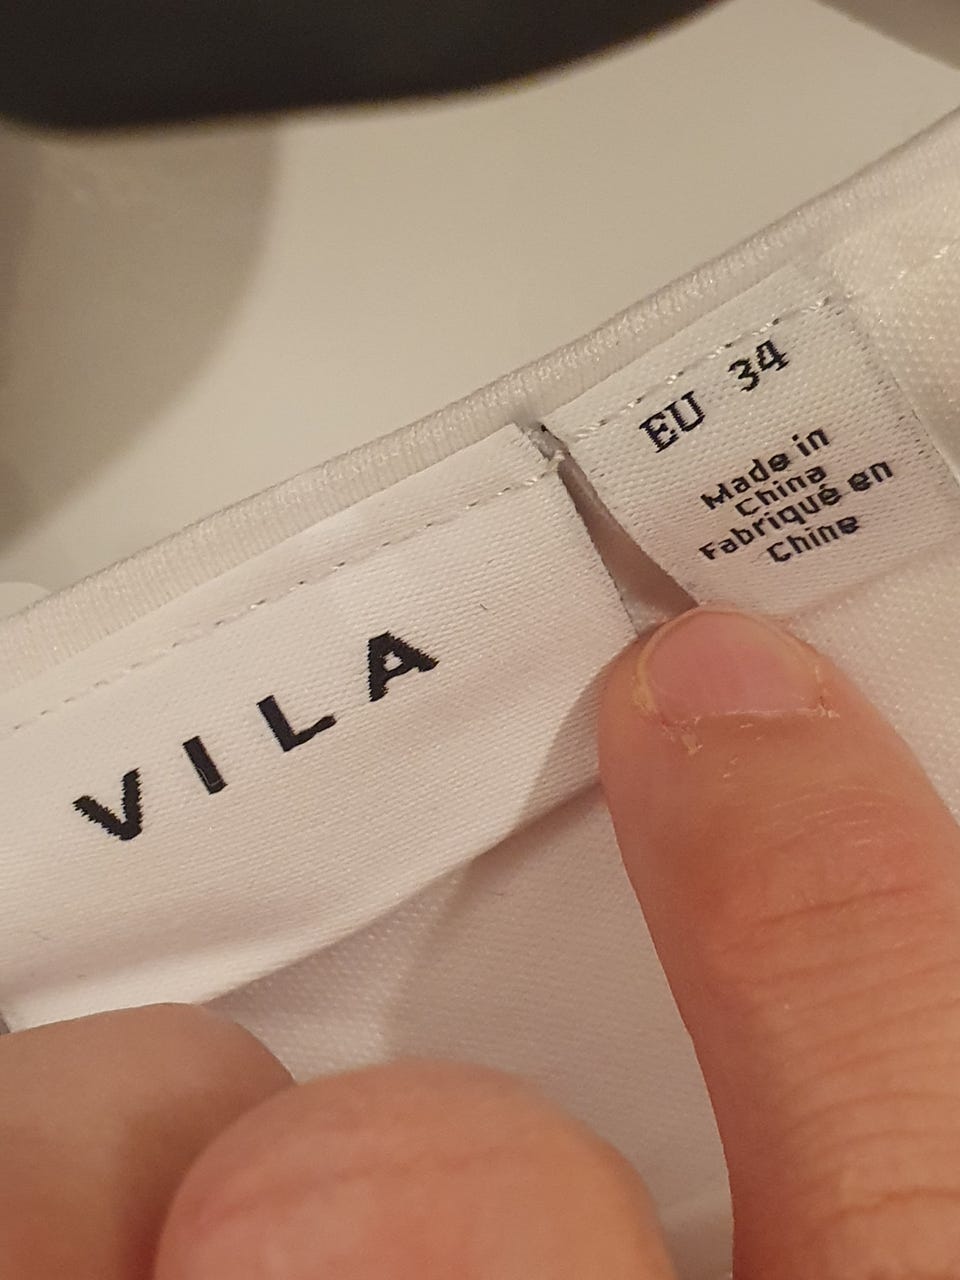 VILA
EU 34
Made in
China
Fabriqué en
Chine